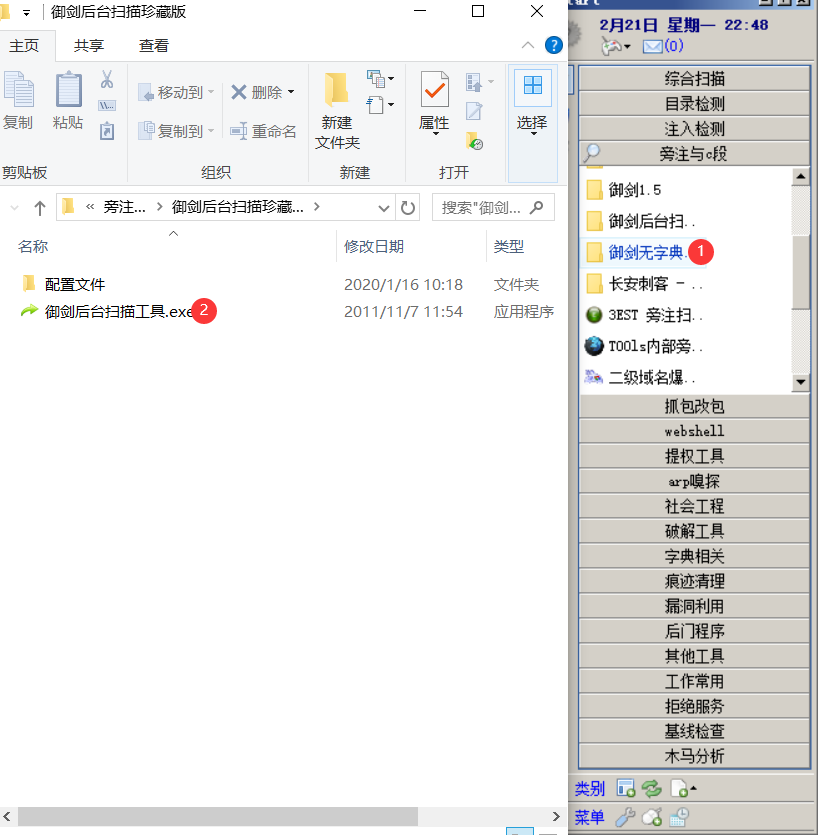 御剑后台扫描珍藏版
主页 共享 查看
复制 粘贴
剪贴板
移动到 删除
复制到 重命名
组织
新建
文件夹
新建
属性
打开
选择
« 旁注... 御剑后台扫描珍藏...
搜索"御剑...
名称 修改日期 类型
配置文件 2020/1/16 10:18 文件夹
御剑后台扫描工具.exe 2 2011/11/7 11:54 应用程序
2月21日 星期一 22:48
(0)
综合扫描
目录检测
注入检测
旁注与c段
御剑1.5
御剑后台扫..
御剑无字典. 1
长安刺客 - ..
3EST 旁注扫..
TOOls内部旁..
二级域名爆..
抓包改包
webshell
提权工具
arp嗅探
社会工程
破解工具
字典相关
痕迹清理
漏洞利用
后门程序
其他工具
工作常用
拒绝服务
基线检查
木马分析
类别
菜单